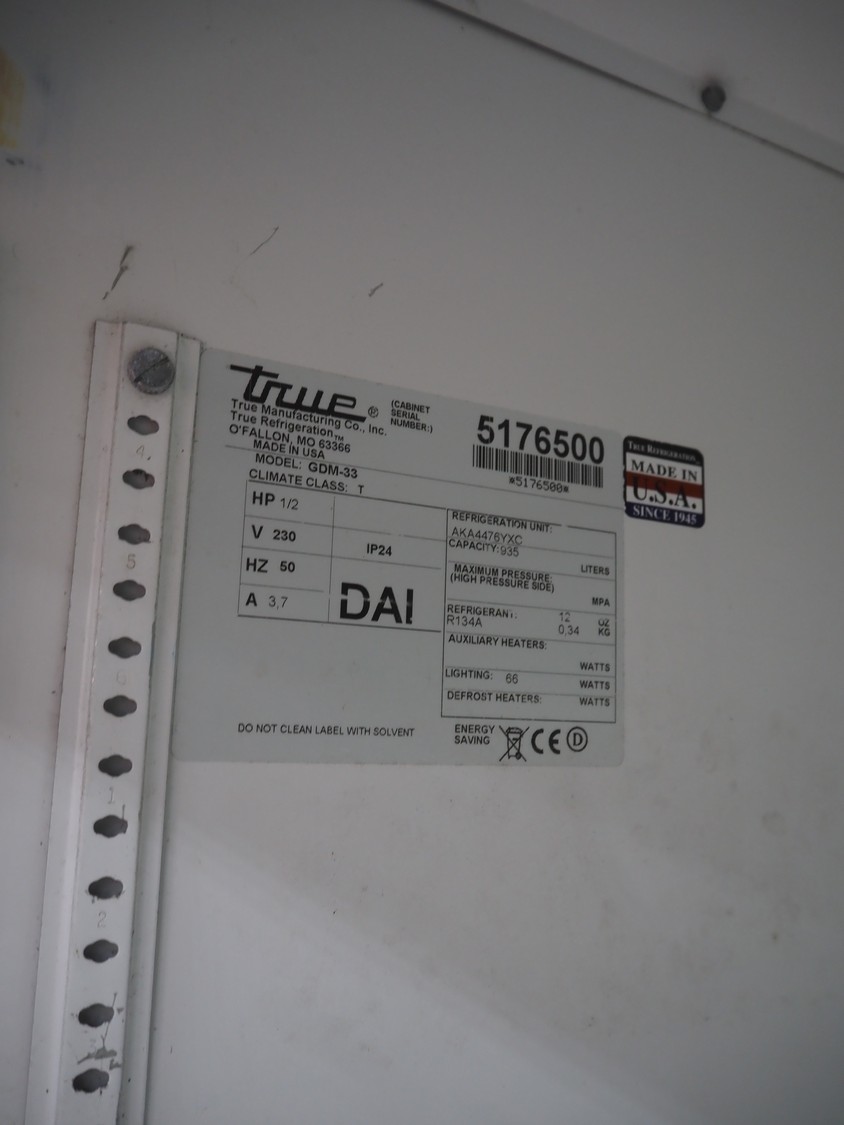 true®
True Manufacturing Co., Inc.
True Refrigeration™
O'FALLON, MO 63366
MADE IN USA
(CABINET
SERIAL
NUMBER:)
5176500
*5176500*
MODEL: GDM-33
CLIMATE CLASS: T
HP 1/2
V 230
HZ 50
A 3,7
IP24
DAI
REFRIGERATION UNIT:
AKA4476YXC
CAPACITY: 935
LITERS
MAXIMUM PRESSURE:
(HIGH PRESSURE SIDE)
MPA
REFRIGERANT: 12 OZ
R134A 0,34 KG
AUXILIARY HEATERS:
WATTS
LIGHTING: 66 WATTS
DEFROST HEATERS: WATTS
DO NOT CLEAN LABEL WITH SOLVENT
ENERGY
SAVING
CE D
TRUE REFRIGERATION
MADE IN
U.S.A.
SINCE 1945
4
5
1
2